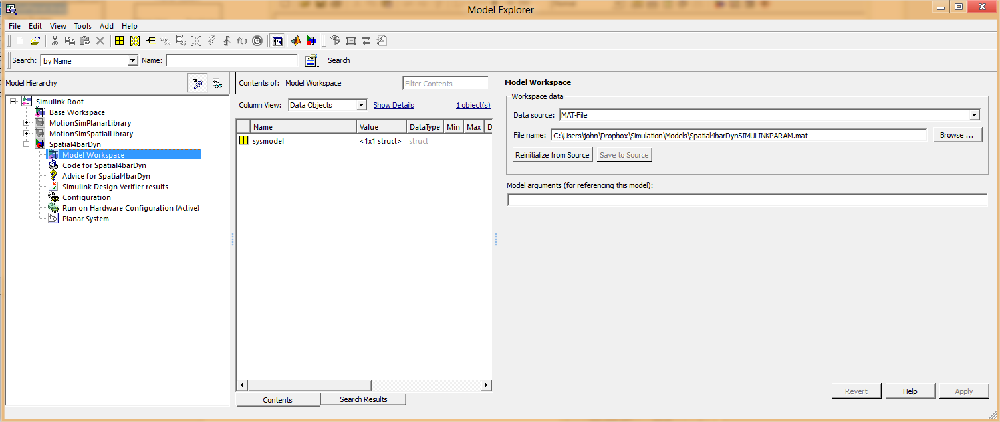 Model Explorer
File Edit View Tools Add Help
Search: by Name Name: Search
Model Hierarchy
Simulink Root
Base Workspace
MotionSimPlanarLibrary
MotionSimSpatialLibrary
Spatial4barDyn
Model Workspace
Code for Spatial4barDyn
Advice for Spatial4barDyn
Simulink Design Verifier results
Configuration
Run on Hardware Configuration (Active)
Planar System
Contents of: Model Workspace Filter Contents
Column View: Data Objects Show Details 1 object(s)
Name Value DataType Min Max D
sysmodel <1x1 struct> struct
Contents Search Results
Model Workspace
Workspace data
Data source: MAT-File
File name: C:\Users\john\Dropbox\Simulation\Models\Spatial4barDynSIMULINKPARAM.mat Browse ...
Reinitialize from Source Save to Source
Model arguments (for referencing this model):
Revert Help Apply